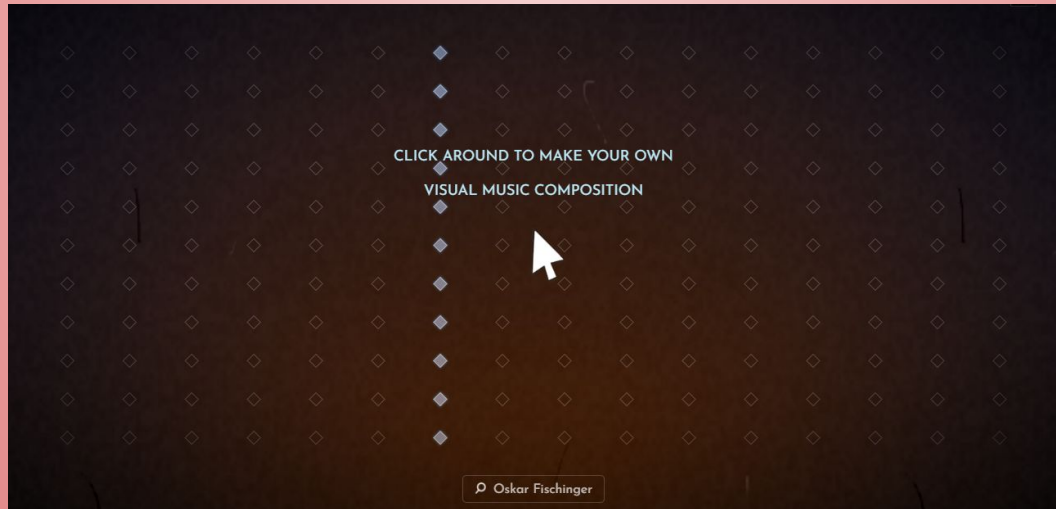 CLICK AROUND TO MAKE YOUR OWN
VISUAL MUSIC COMPOSITION
Oskar Fischinger